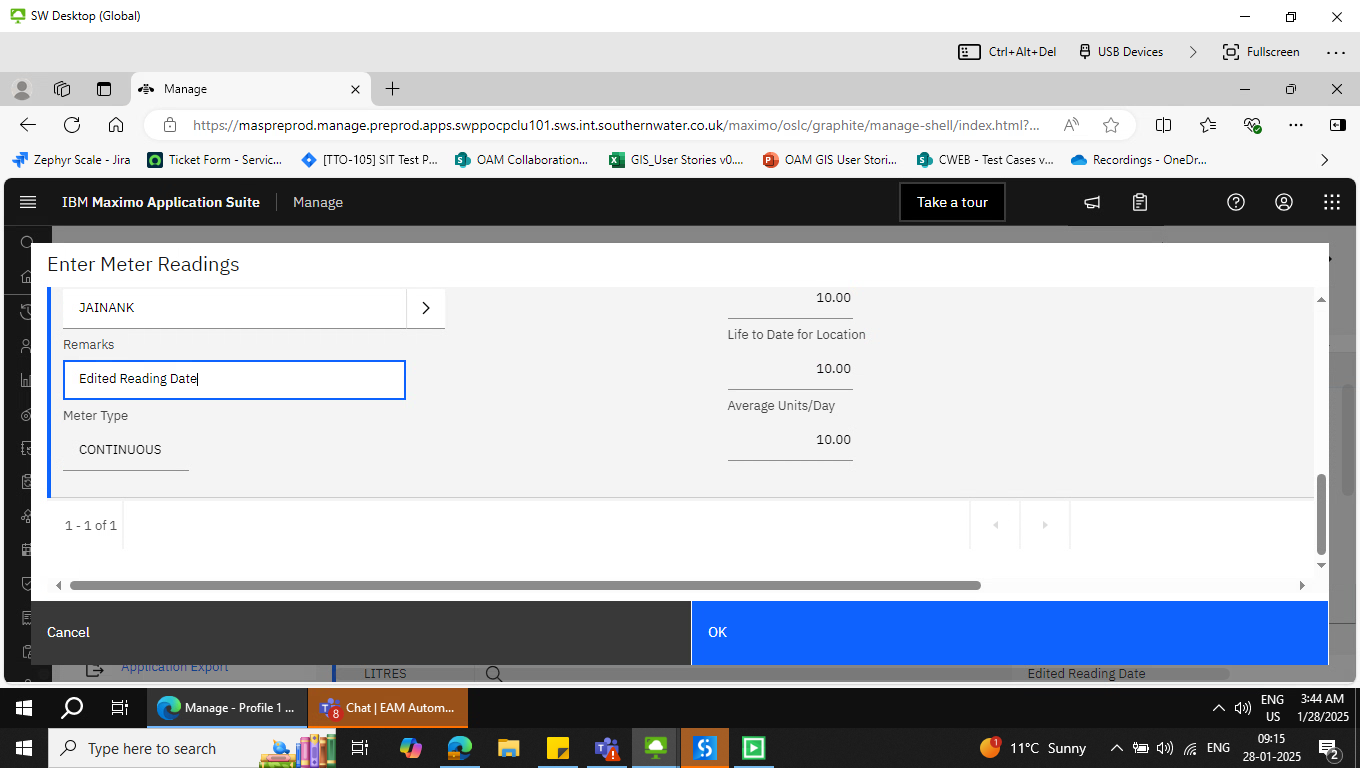 SW Desktop (Global)
Ctrl+Alt+Del
USB Devices
Fullscreen
Manage
https://maspreprod.manage.preprod.apps.swppocpclu101.sws.int.southernwater.co.uk/maximo/oslc/graphite/manage-shell/index.html?...
Zephyr Scale - Jira
Ticket Form - Servic...
[TTO-105] SIT Test P...
OAM Collaboration...
GIS_User Stories v0....
OAM GIS User Stori...
CWEB - Test Cases v...
Recordings - OneDr...
IBM Maximo Application Suite
Manage
Take a tour
Enter Meter Readings
JAINANK
10.00
Remarks
Life to Date for Location
Edited Reading Date
10.00
Meter Type
Average Units/Day
CONTINUOUS
10.00
1 - 1 of 1
Cancel
OK
Application Export
LITRES
Edited Reading Date
Manage - Profile 1 ...
8
Chat | EAM Autom...
ENG
US
3:44 AM
1/28/2025
Type here to search
1
11°C Sunny
ENG
09:15
28-01-2025
2